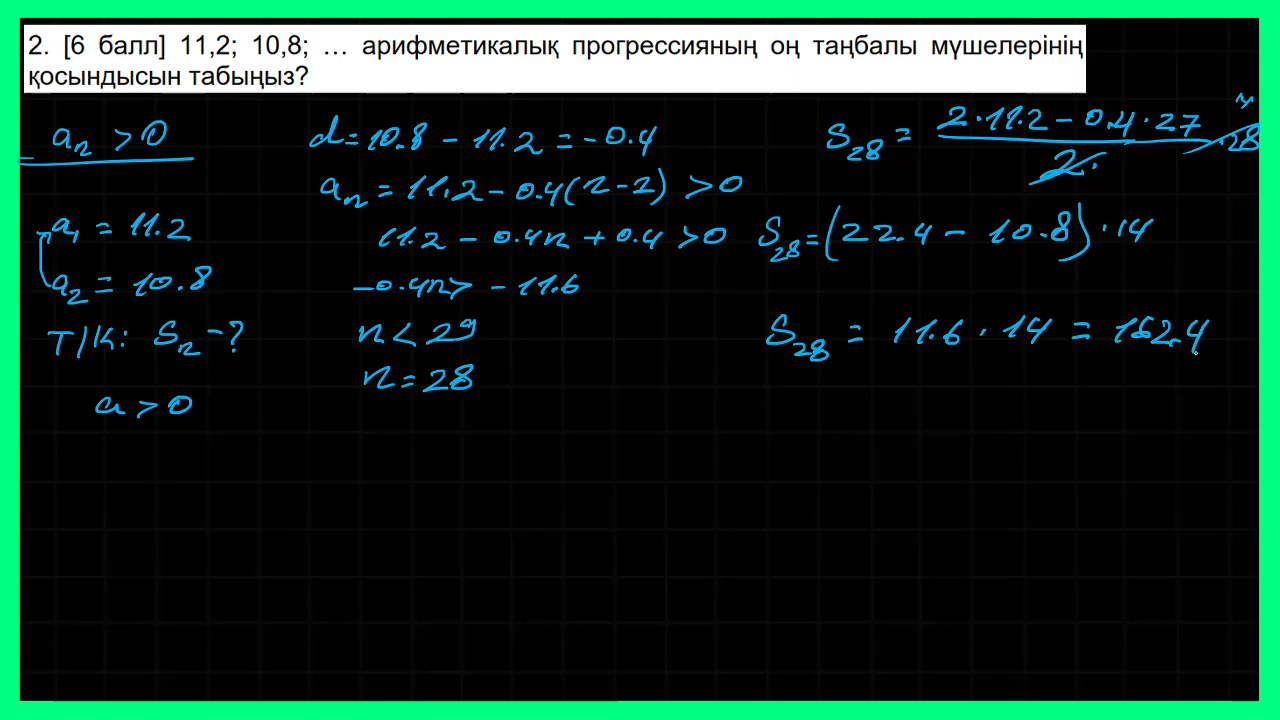 2. [6 балл] 11,2; 10,8; … арифметикалық прогрессияның оң таңбалы мүшелерінің
қосындысын табыңыз?
aₙ > 0
a₁ = 11.2
a₂ = 10.8
Т/К: Sₙ - ?
a > 0
d = 10.8 - 11.2 = -0.4
aₙ = 11.2 - 0.4(n-1) > 0
11.2 - 0.4n + 0.4 > 0
-0.4n > -11.6
n < 29
n = 28
S₂₈ = (2·11.2 - 0.4·27)/2 · 28
S₂₈ = (22.4 - 10.8) · 14
S₂₈ = 11.6 · 14 = 162.4